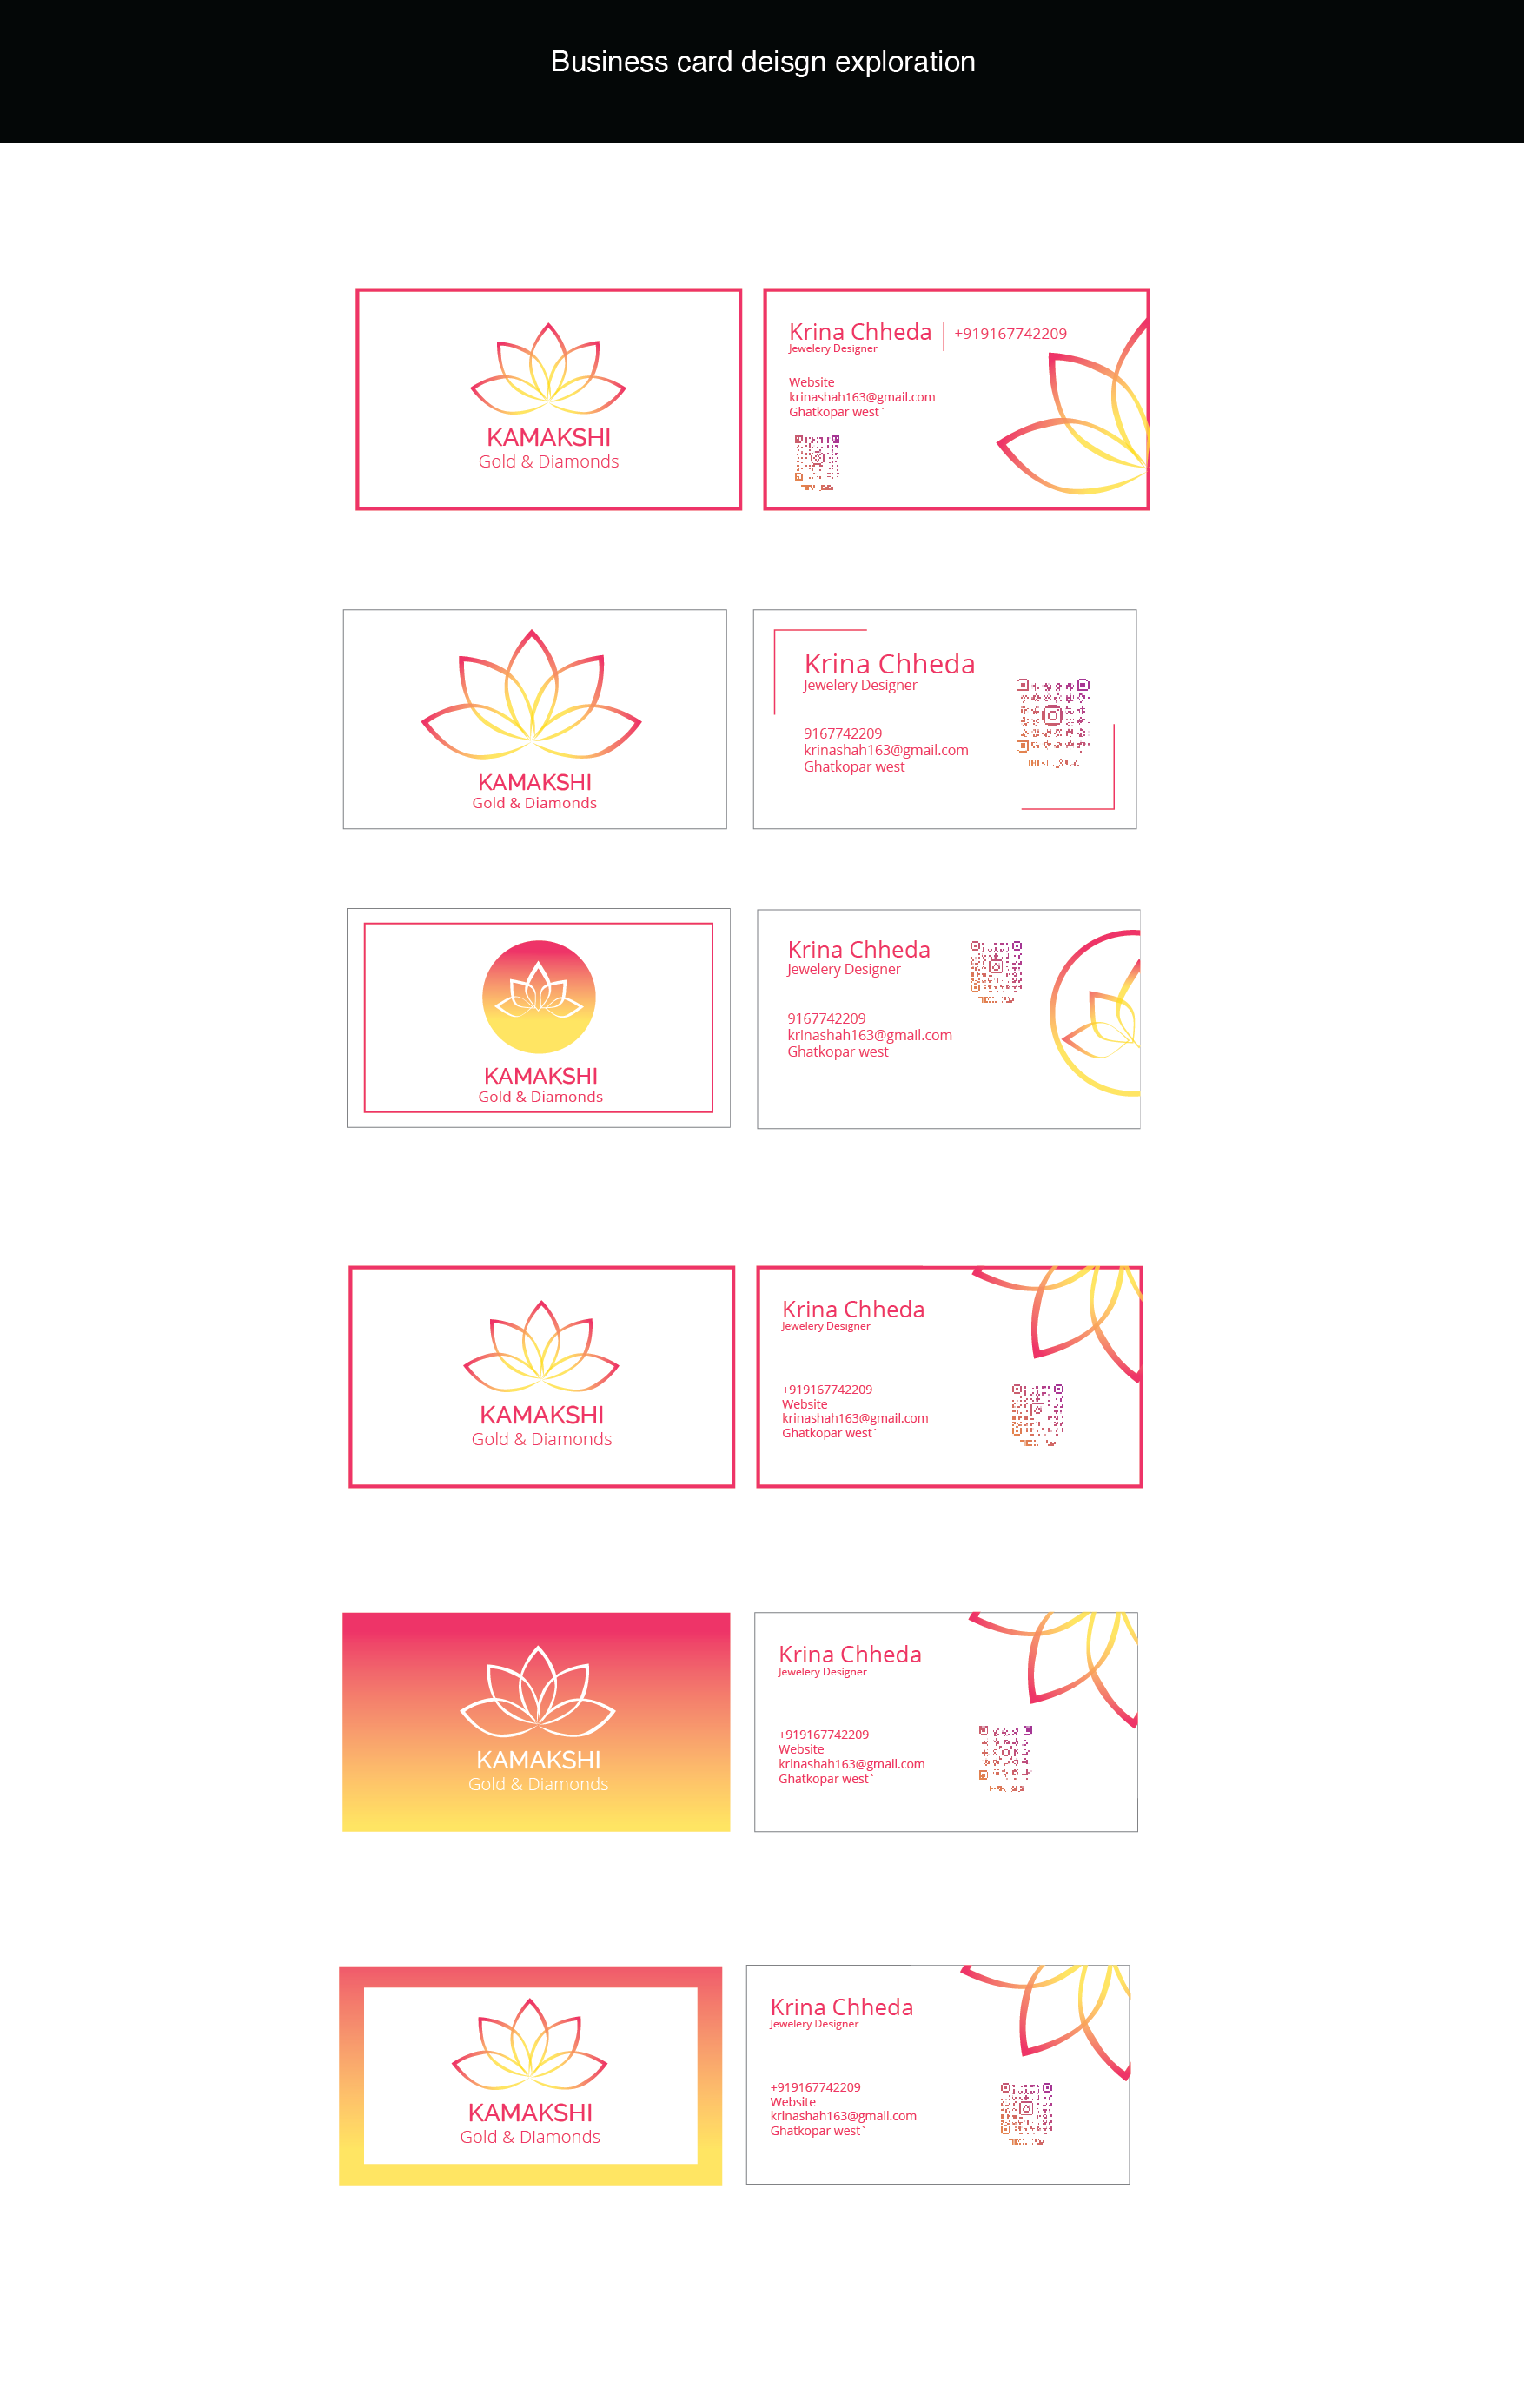 Business card deisgn exploration
KAMAKSHI
Gold & Diamonds
Krina Chheda
Jewelery Designer
+919167742209
Website
krinashah163@gmail.com
Ghatkopar west`
KAMAKSHI
Gold & Diamonds
Krina Chheda
Jewelery Designer
9167742209
krinashah163@gmail.com
Ghatkopar west
KAMAKSHI
Gold & Diamonds
Krina Chheda
Jewelery Designer
9167742209
krinashah163@gmail.com
Ghatkopar west
KAMAKSHI
Gold & Diamonds
Krina Chheda
Jewelery Designer
+919167742209
Website
krinashah163@gmail.com
Ghatkopar west`
KAMAKSHI
Gold & Diamonds
Krina Chheda
Jewelery Designer
+919167742209
Website
krinashah163@gmail.com
Ghatkopar west`
KAMAKSHI
Gold & Diamonds
Krina Chheda
Jewelery Designer
+919167742209
Website
krinashah163@gmail.com
Ghatkopar west`